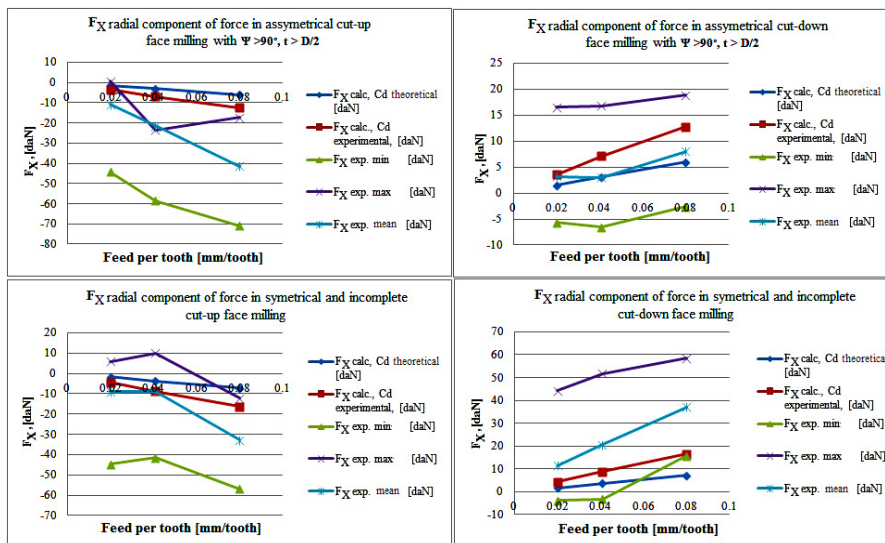 FX radial component of force in assymetrical cut-up
face milling with Ψ >90°, t > D/2
10
0
-10
-20
-30
-40
-50
-60
-70
-80
0
0.02
0.04
0.06
0.08
0.1
FX, [daN]
Feed per tooth [mm/tooth]
FX calc, Cd theoretical
[daN]
FX calc., Cd
experimental, [daN]
FX exp. min [daN]
FX exp. max [daN]
FX exp. mean [daN]
FX radial component of force in assymetrical cut-down
face milling with Ψ >90°, t > D/2
25
20
15
10
5
0
-5
-10
0
0.02
0.04
0.06
0.08
0.1
FX, [daN]
Feed per tooth [mm/tooth]
FX calc, Cd theoretical
[daN]
FX calc., Cd
experimental, [daN]
FX exp. min [daN]
FX exp. max [daN]
FX exp. mean [daN]
FX radial component of force in symetrical and incomplete
cut-up face milling
20
10
0
-10
-20
-30
-40
-50
-60
-70
0
0.02
0.04
0.06
0.08
0.1
FX, [daN]
Feed per tooth [mm/tooth]
FX calc, Cd theoretical
[daN]
FX calc., Cd
experimental, [daN]
FX exp. min [daN]
FX exp. max [daN]
FX exp. mean [daN]
FX radial component of force in symetrical and incomplete
cut-down face milling
70
60
50
40
30
20
10
0
-10
0
0.02
0.04
0.06
0.08
0.1
FX, [daN]
Feed per tooth [mm/tooth]
FX calc, Cd theoretical
[daN]
FX calc., Cd
experimental, [daN]
FX exp. min [daN]
FX exp. max [daN]
FX exp. mean [daN]